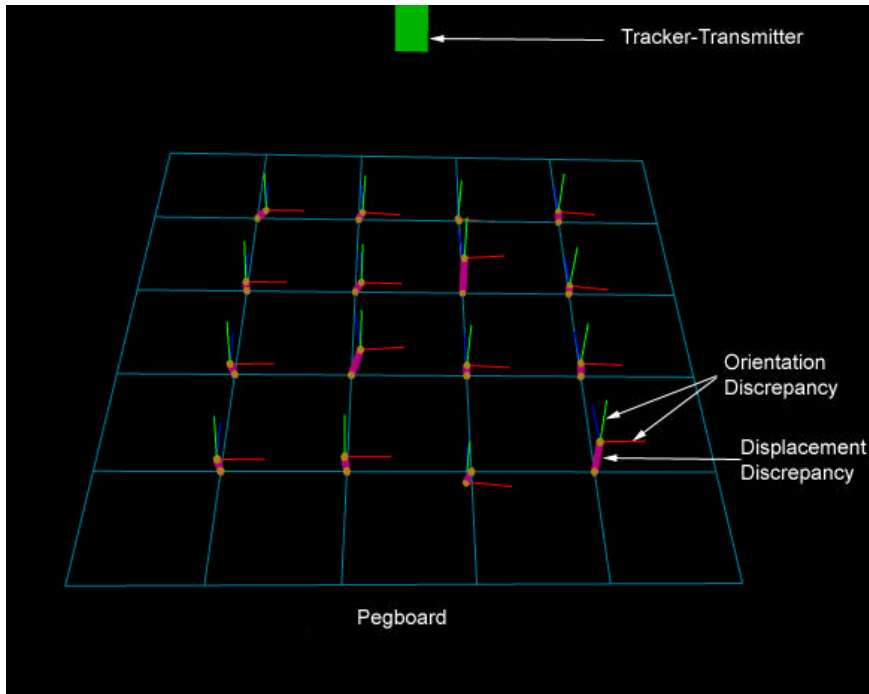 Tracker-Transmitter
Orientation
Discrepancy
Displacement
Discrepancy
Pegboard